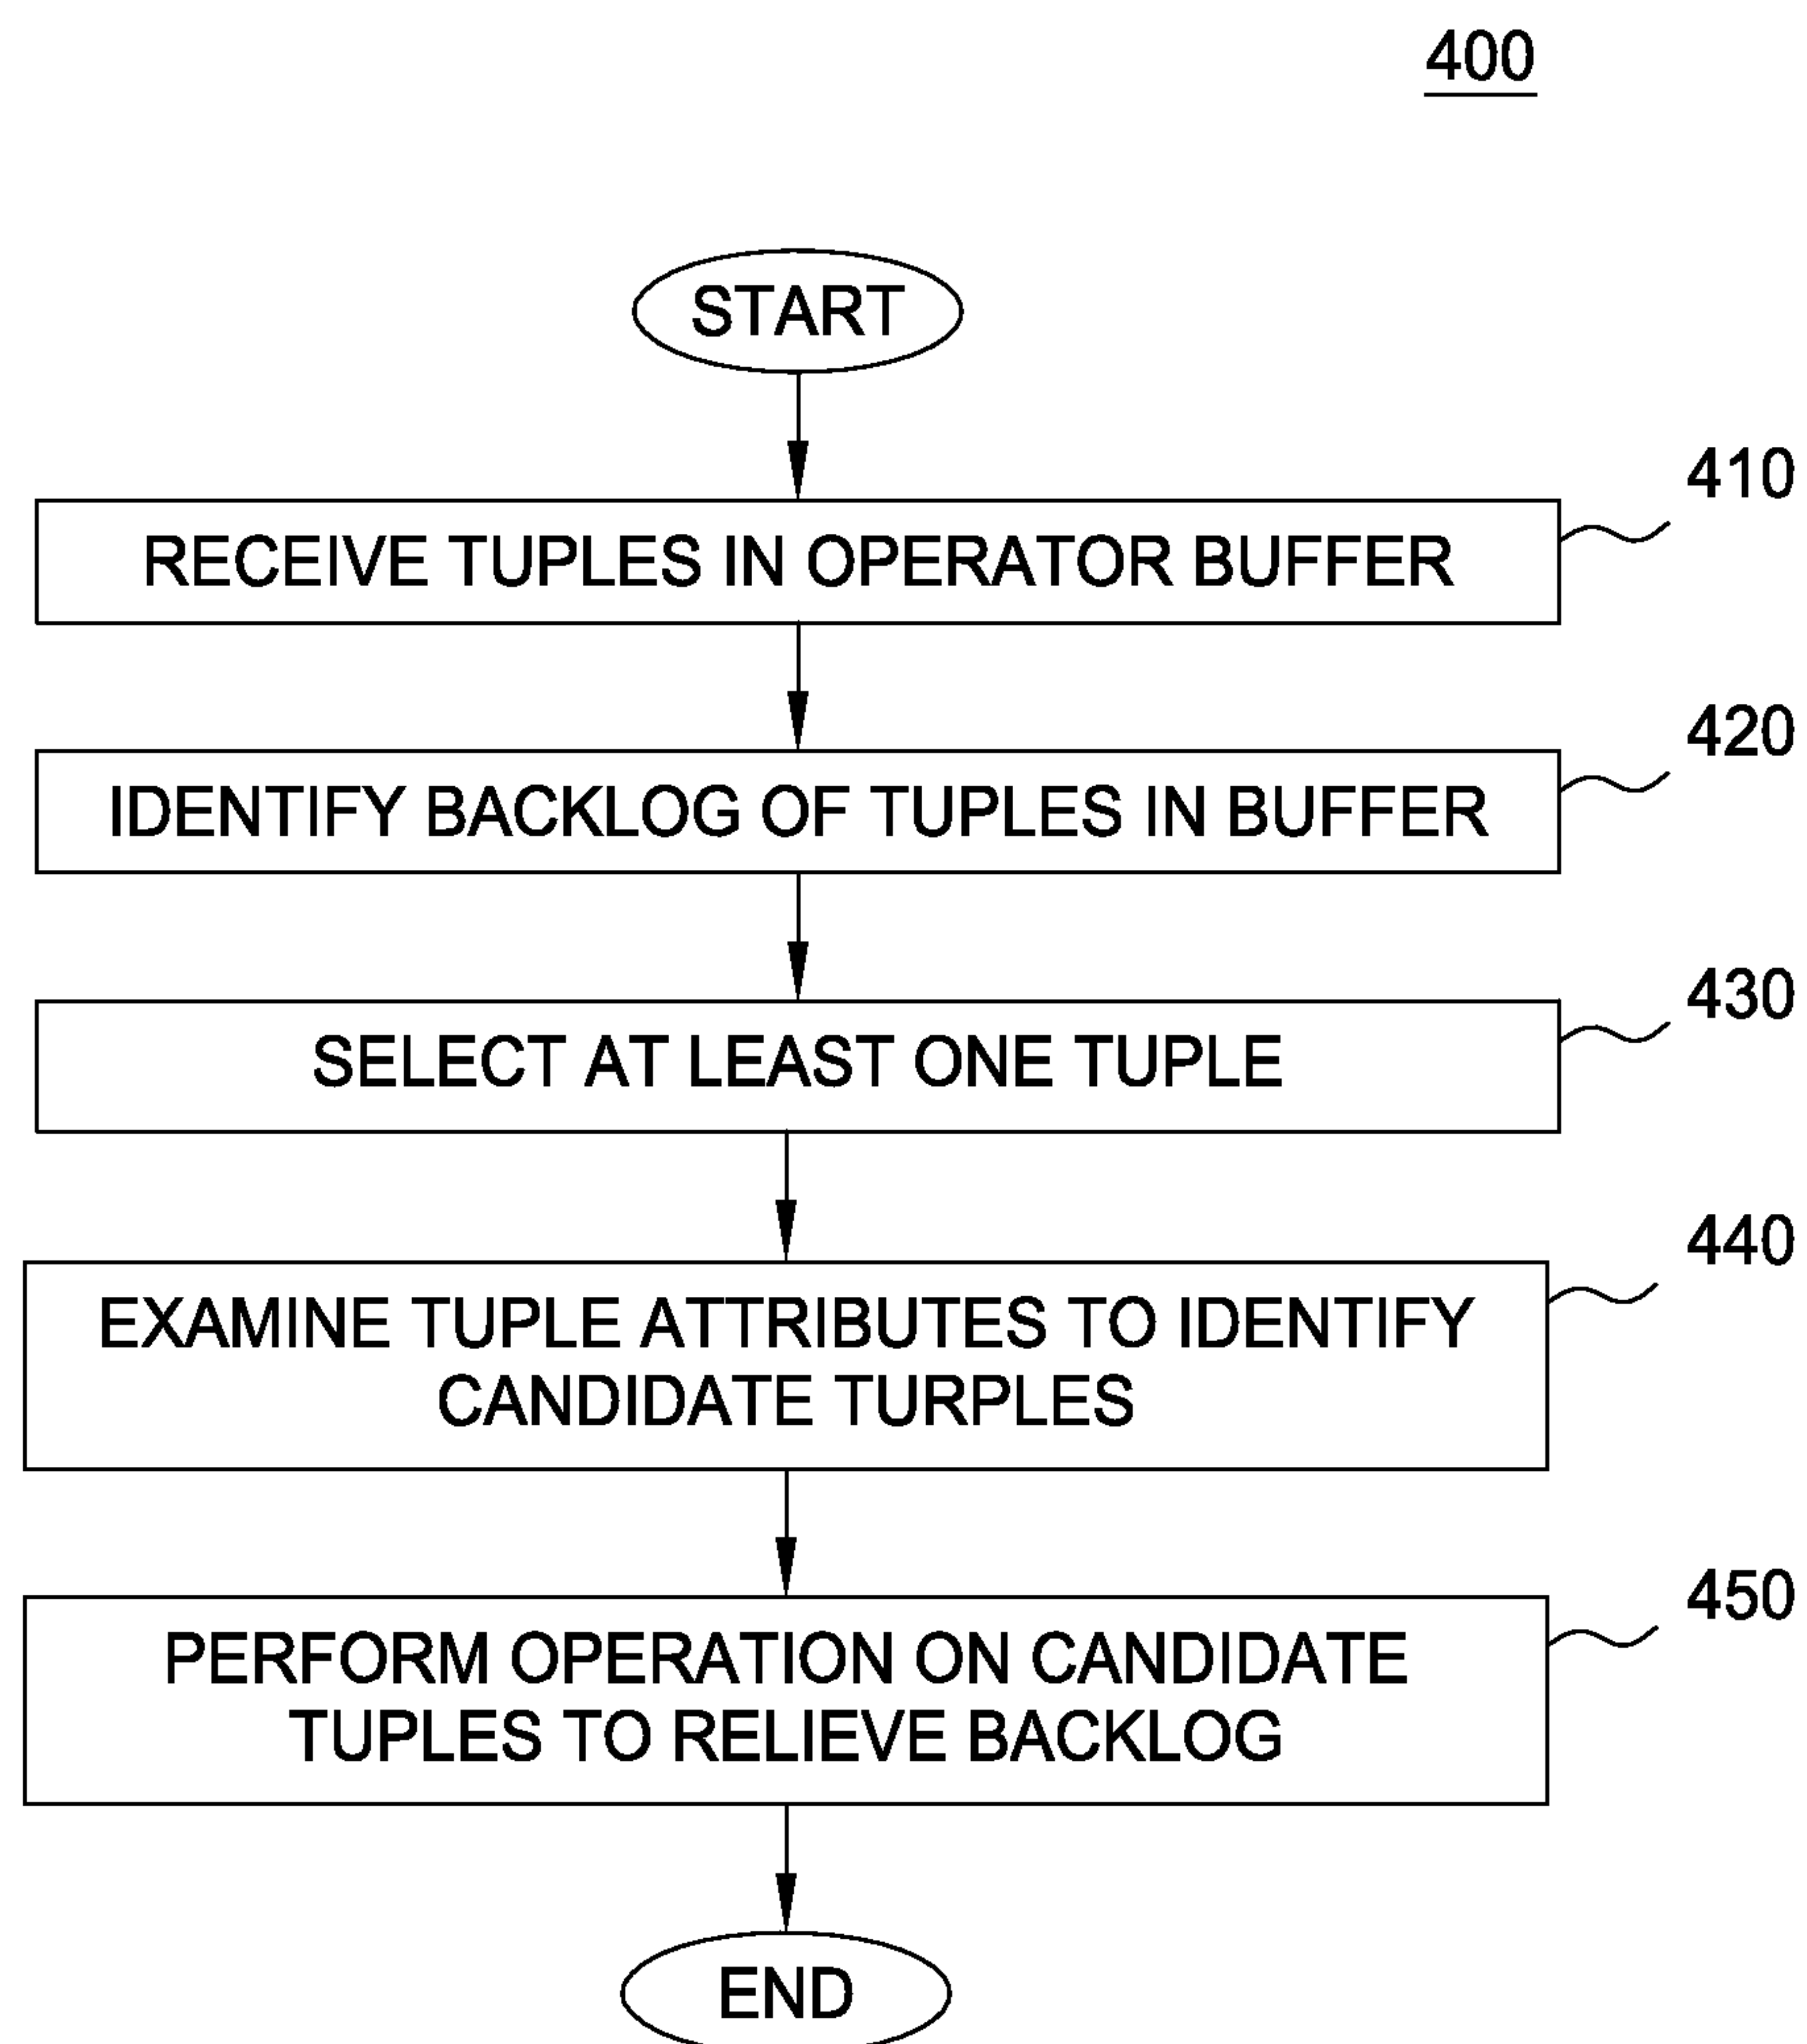 400
START
410
RECEIVE TUPLES IN OPERATOR BUFFER
420
IDENTIFY BACKLOG OF TUPLES IN BUFFER
430
SELECT AT LEAST ONE TUPLE
440
EXAMINE TUPLE ATTRIBUTES TO IDENTIFY
CANDIDATE TURPLES
450
PERFORM OPERATION ON CANDIDATE
TUPLES TO RELIEVE BACKLOG
END